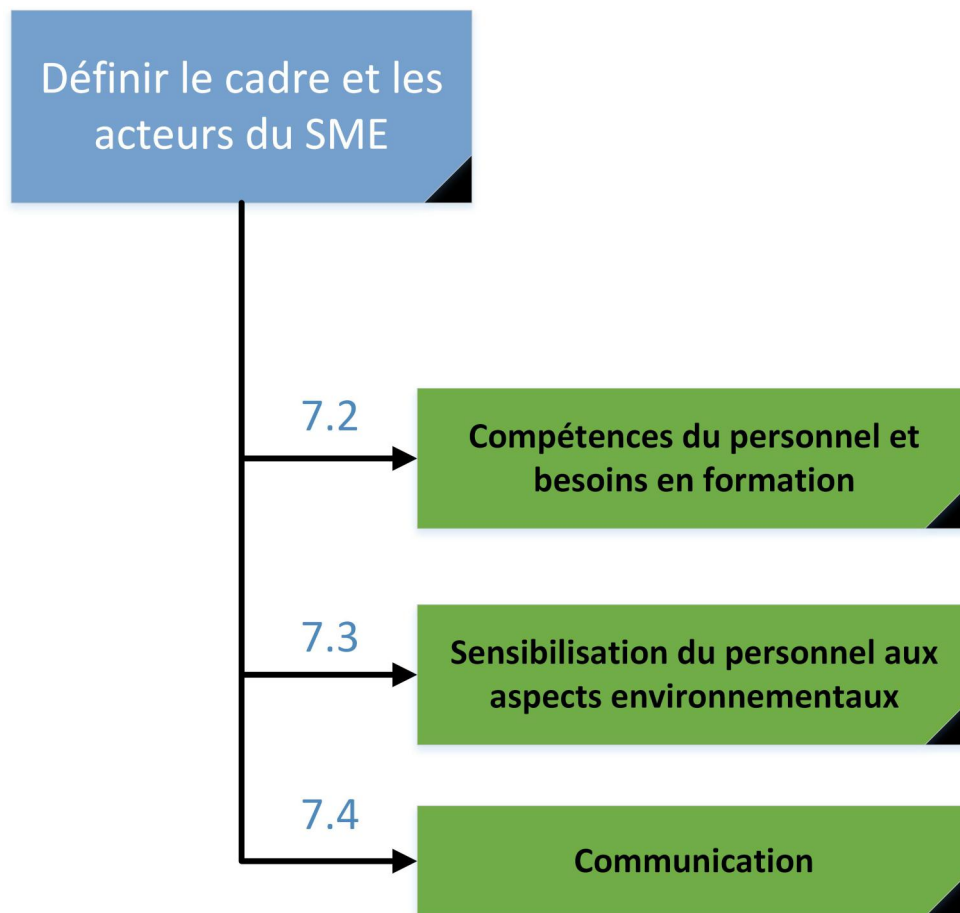 Définir le cadre et les
acteurs du SME
7.2
Compétences du personnel et
besoins en formation
7.3
Sensibilisation du personnel aux
aspects environnementaux
7.4
Communication